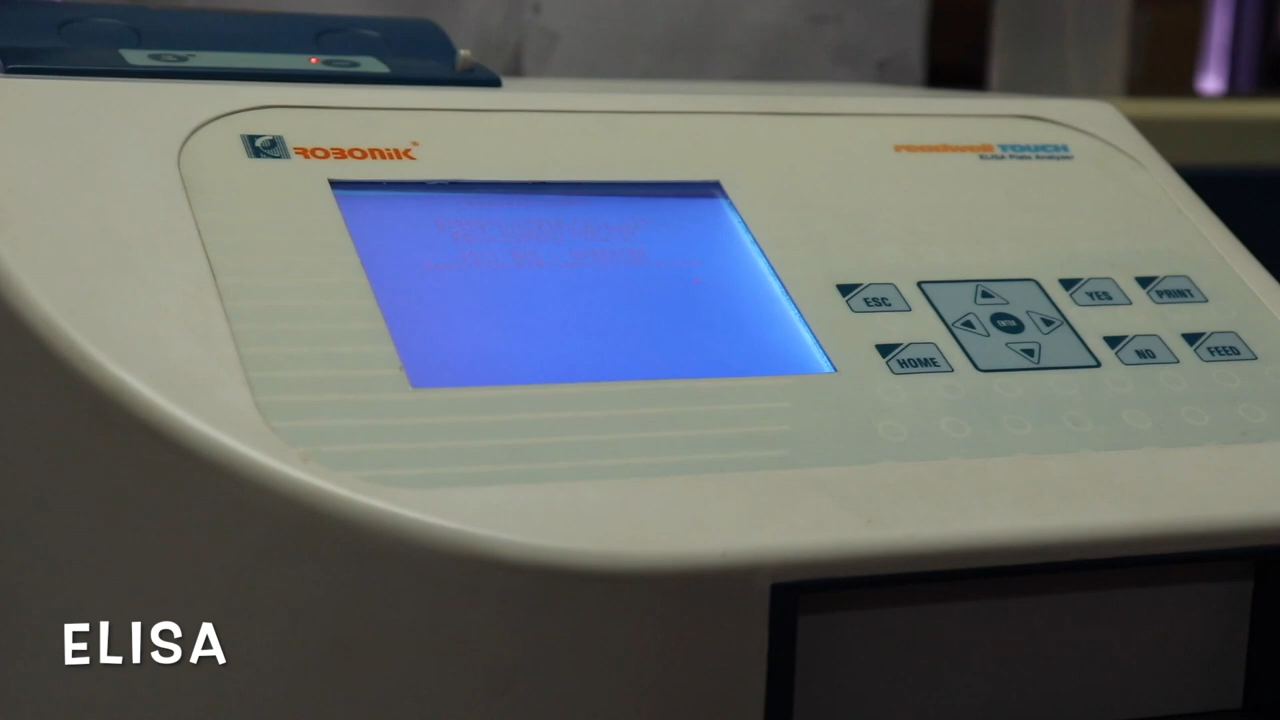 ROBONIK
readwell TOUCH
ELISA Plate Analyzer
ESC
YES
PRINT
ENTER
HOME
NO
FEED
ELISA